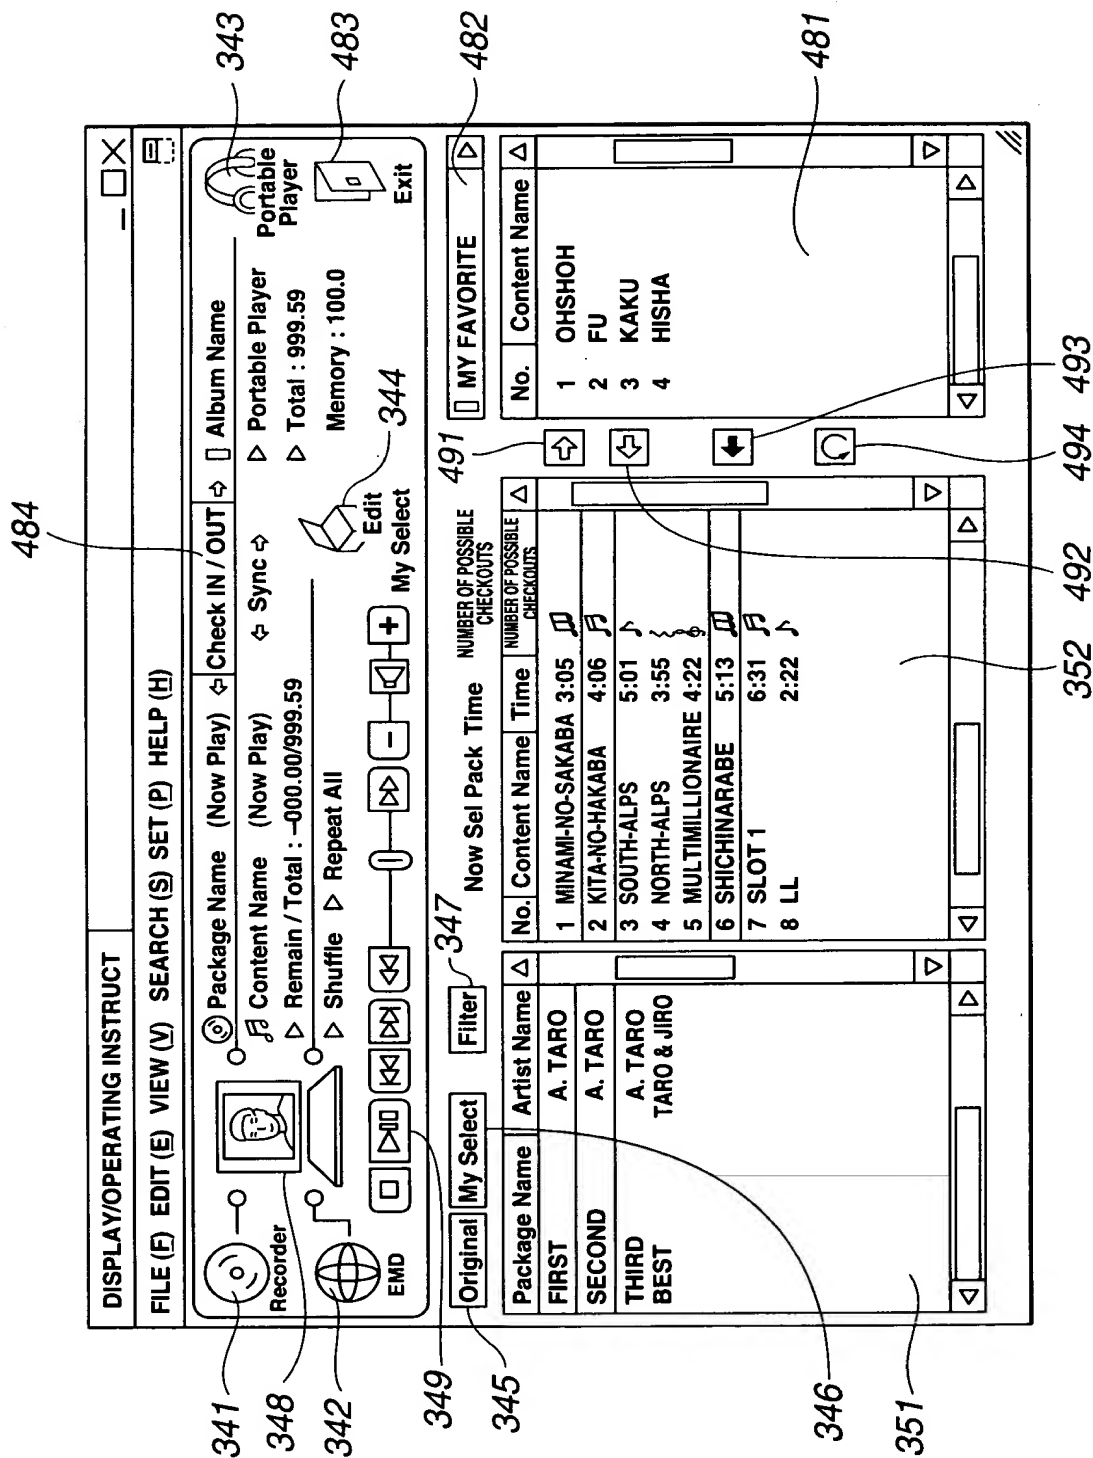 484
343
483
482
481
DISPLAY/OPERATING INSTRUCT
FILE (F) EDIT (E) VIEW (V) SEARCH (S) SET (P) HELP (H)
Package Name (Now Play) Check IN / OUT Album Name
Content Name (Now Play) Sync Portable Player
Remain / Total : –000.00/999.59 Total : 999.59
Shuffle Repeat All Memory : 100.0
Recorder
EMD
Portable
Player
Exit
Edit
My Select
344
341
348
342
349
345
346
351
347
Original My Select Filter
Now Sel Pack Time NUMBER OF POSSIBLE
CHECKOUTS
MY FAVORITE
Package Name Artist Name
FIRST A. TARO
SECOND A. TARO
THIRD A. TARO
BEST TARO & JIRO
No. Content Name Time NUMBER OF POSSIBLE
CHECKOUTS
1 MINAMI-NO-SAKABA 3:05
2 KITA-NO-HAKABA 4:06
3 SOUTH-ALPS 5:01
4 NORTH-ALPS 3:55
5 MULTIMILLIONAIRE 4:22
6 SHICHINARABE 5:13
7 SLOT1 6:31
8 LL 2:22
No. Content Name
1 OHSHOH
2 FU
3 KAKU
4 HISHA
491
492
493
494
352